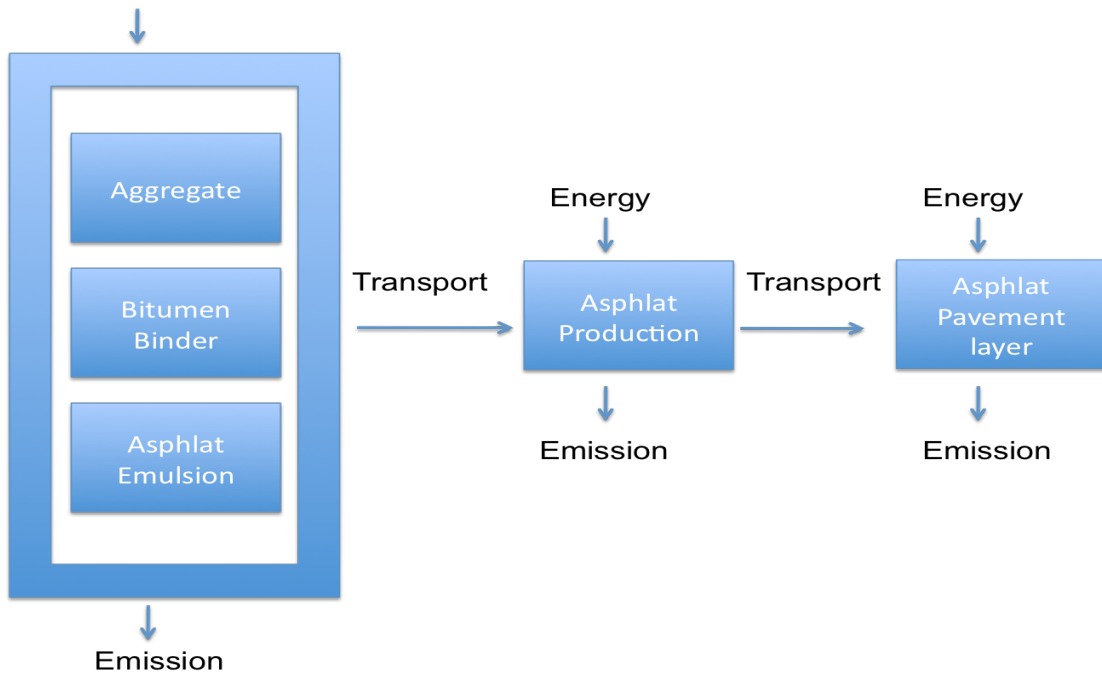 Aggregate
Bitumen
Binder
Asphlat
Emulsion
Emission
Transport
Energy
Asphlat
Production
Emission
Transport
Energy
Asphlat
Pavement
layer
Emission